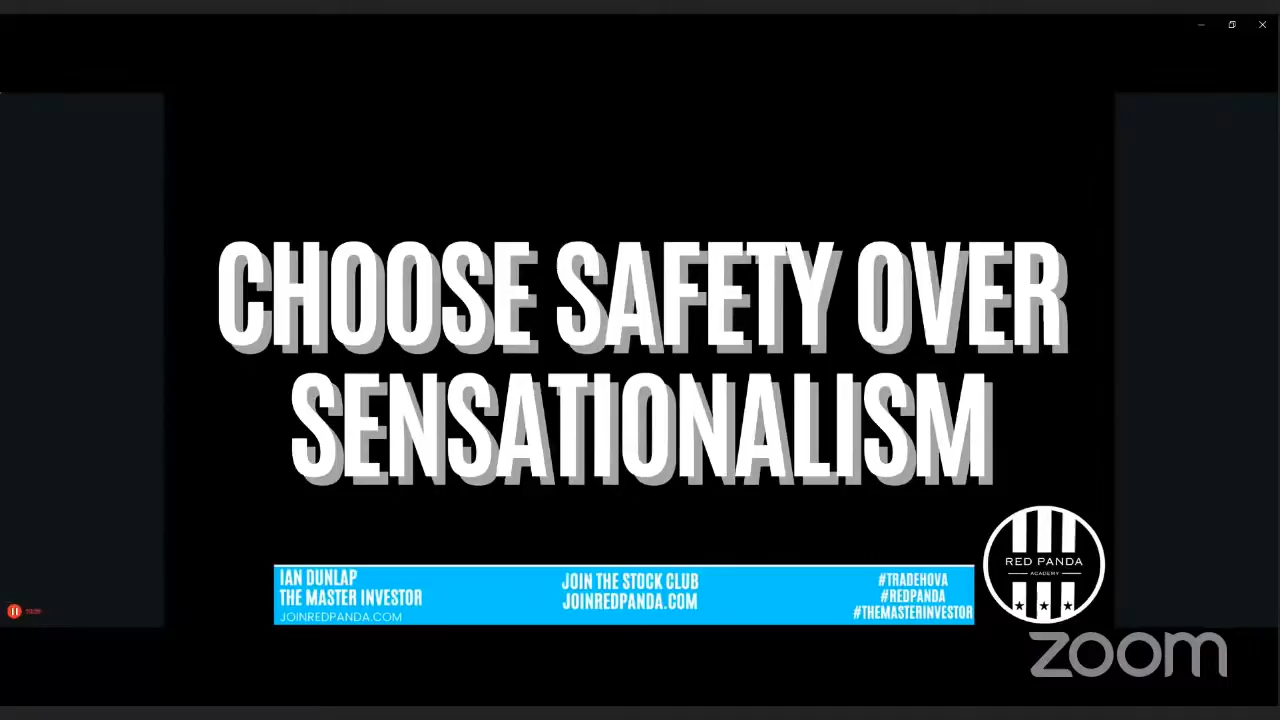 CHOOSE SAFETY OVER
SENSATIONALISM
IAN DUNLAP
THE MASTER INVESTOR
JOINREDPANDA.COM
JOIN THE STOCK CLUB
JOINREDPANDA.COM
#TRADEHOVA
#REDPANDA
#THEMASTERINVESTOR
RED PANDA
ACADEMY
zoom